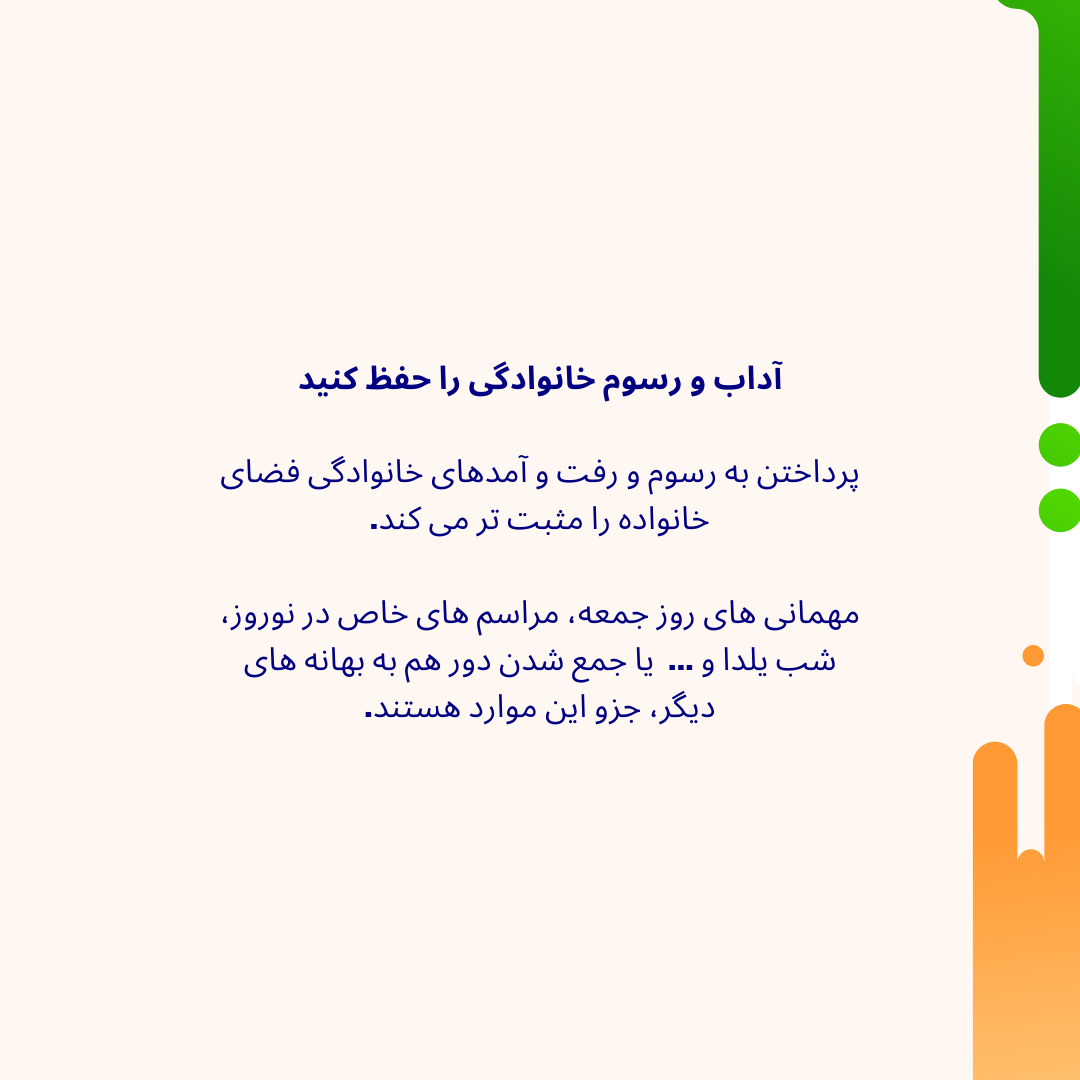 آداب و رسوم خانوادگی را حفظ کنید
پرداختن به رسوم و رفت و آمدهای خانوادگی فضای
خانواده را مثبت تر می کند.
مهمانی های روز جمعه، مراسم های خاص در نوروز،
شب یلدا و ... یا جمع شدن دور هم به بهانه های
دیگر، جزو این موارد هستند.